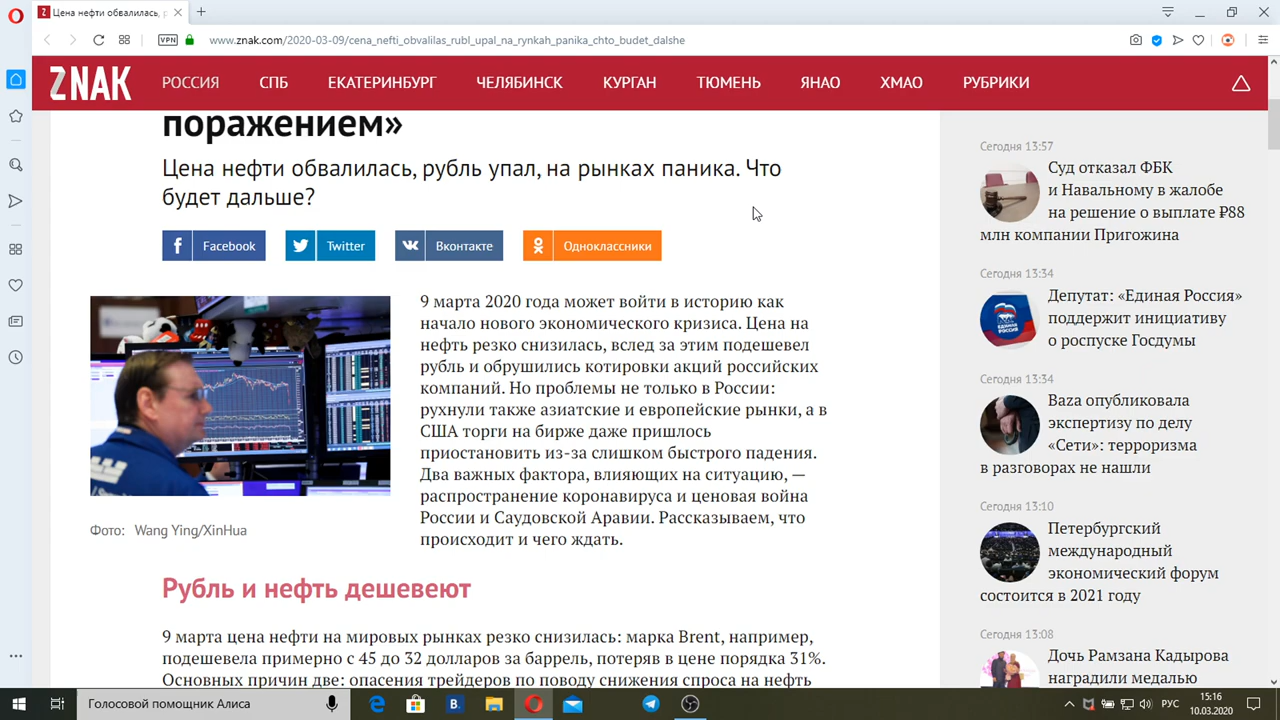 Цена нефти обвалилась, р
VPN
www.znak.com/2020-03-09/cena_nefti_obvalilas_rubl_upal_na_rynkah_panika_chto_budet_dalshe
ZNAK
РОССИЯ СПБ ЕКАТЕРИНБУРГ ЧЕЛЯБИНСК КУРГАН ТЮМЕНЬ ЯНАО ХМАО РУБРИКИ
поражением»
Цена нефти обвалилась, рубль упал, на рынках паника. Что
будет дальше?
Facebook
Twitter
Вконтакте
Одноклассники
9 марта 2020 года может войти в историю как
начало нового экономического кризиса. Цена на
нефть резко снизилась, вслед за этим подешевел
рубль и обрушились котировки акций российских
компаний. Но проблемы не только в России:
рухнули также азиатские и европейские рынки, а в
США торги на бирже даже пришлось
приостановить из-за слишком быстрого падения.
Два важных фактора, влияющих на ситуацию, —
распространение коронавируса и ценовая война
России и Саудовской Аравии. Рассказываем, что
происходит и чего ждать.
Фото: Wang Ying/XinHua
Рубль и нефть дешевеют
9 марта цена нефти на мировых рынках резко снизилась: марка Brent, например,
подешевела примерно с 45 до 32 долларов за баррель, потеряв в цене порядка 31%.
Основных причин две: опасения трейдеров по поводу снижения спроса на нефть
Сегодня 13:57
Суд отказал ФБК
и Навальному в жалобе
на решение о выплате ₽88
млн компании Пригожина
Сегодня 13:34
Депутат: «Единая Россия»
поддержит инициативу
о роспуске Госдумы
Сегодня 13:34
Baza опубликовала
экспертизу по делу
«Сети»: терроризма
в разговорах не нашли
Сегодня 13:10
Петербургский
международный
экономический форум
состоится в 2021 году
Сегодня 13:08
Дочь Рамзана Кадырова
наградили медалью
Голосовой помощник Алиса
РУС
15:16
10.03.2020